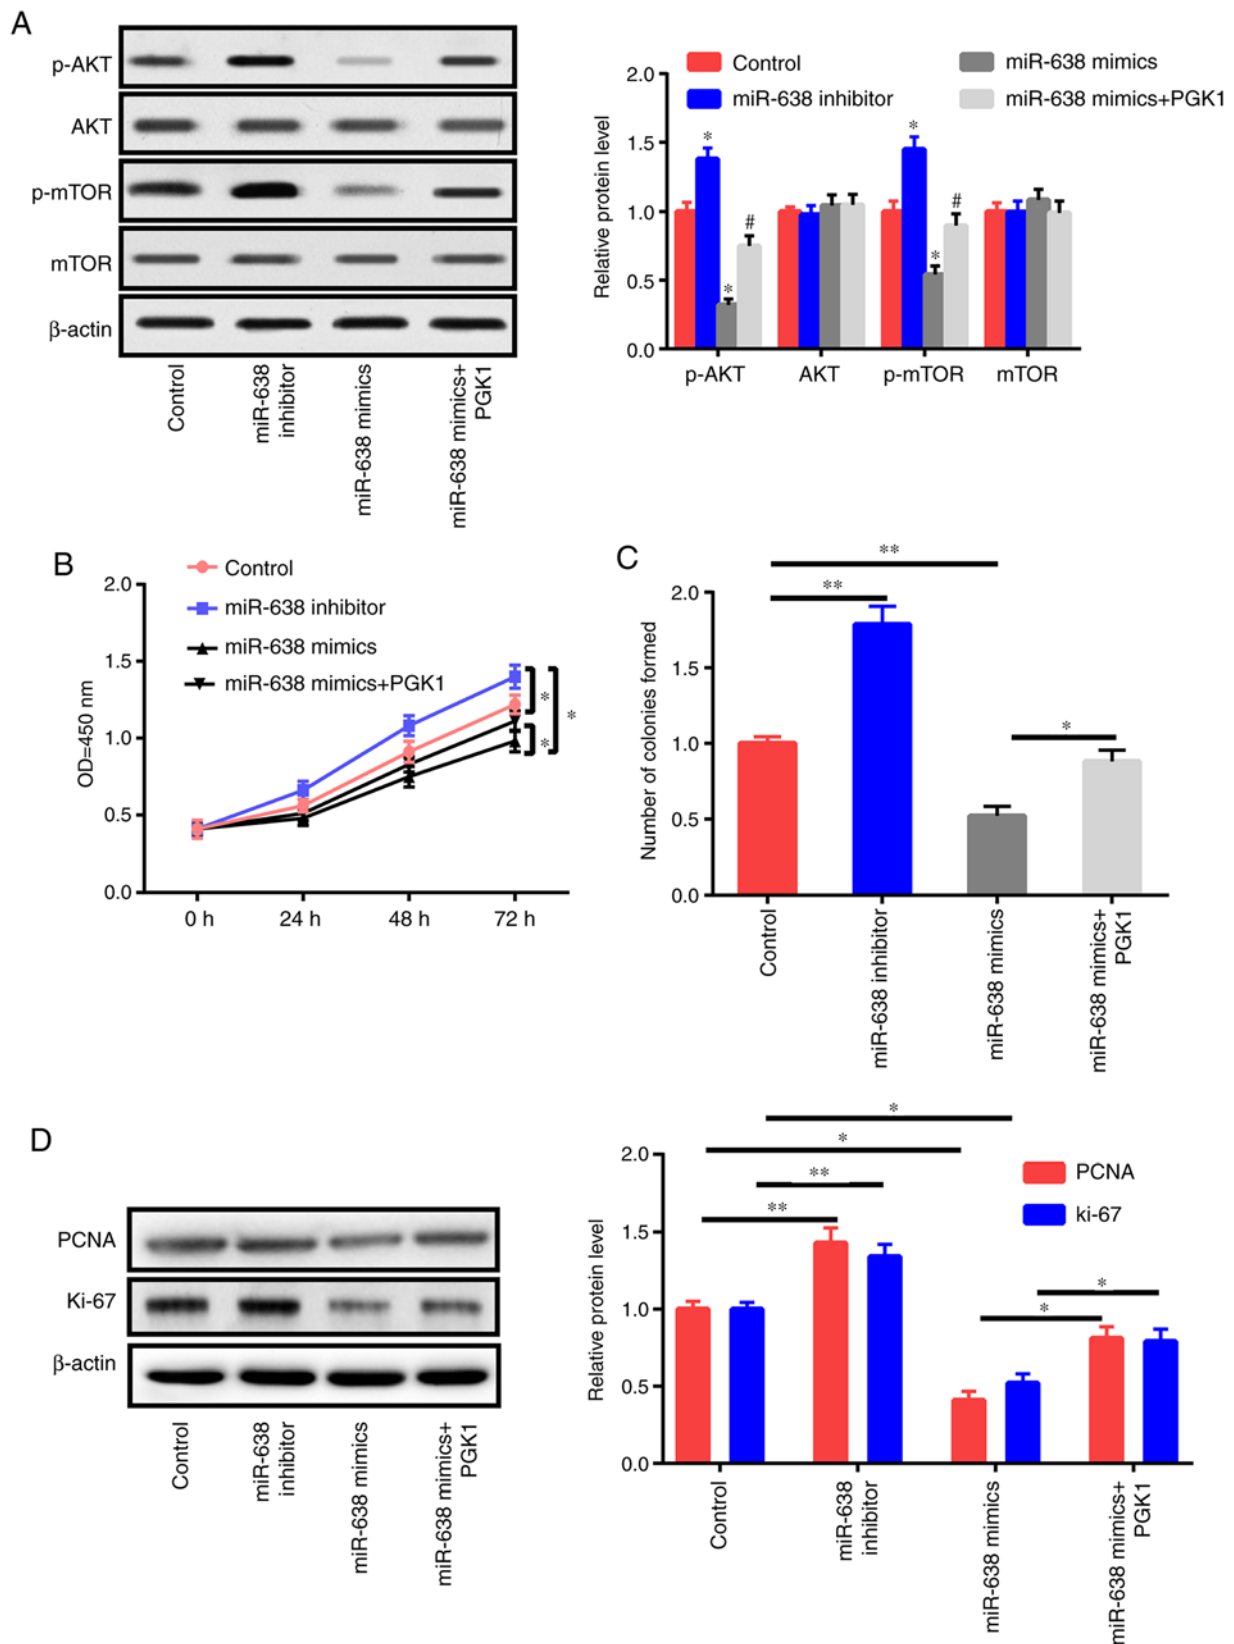 A
p-AKT
AKT
p-mTOR
mTOR
β-actin
Control
miR-638
inhibitor
miR-638 mimics
miR-638 mimics+
PGK1
Control
miR-638 inhibitor
miR-638 mimics
miR-638 mimics+PGK1
Relative protein level
2.0
1.5
1.0
0.5
0.0
*
*
#
*
*
#
p-AKT
AKT
p-mTOR
mTOR
B
Control
miR-638 inhibitor
miR-638 mimics
miR-638 mimics+PGK1
OD=450 nm
2.0
1.5
1.0
0.5
0.0
*
*
*
0 h
24 h
48 h
72 h
C
**
**
*
Number of colonies formed
2.0
1.5
1.0
0.5
0.0
Control
miR-638 inhibitor
miR-638 mimics
miR-638 mimics+
PGK1
D
PCNA
Ki-67
β-actin
Control
miR-638
inhibitor
miR-638 mimics
miR-638 mimics+
PGK1
*
*
**
**
*
*
PCNA
ki-67
Relative protein level
2.0
1.5
1.0
0.5
0.0
Control
miR-638
inhibitor
miR-638 mimics
miR-638 mimics+
PGK1